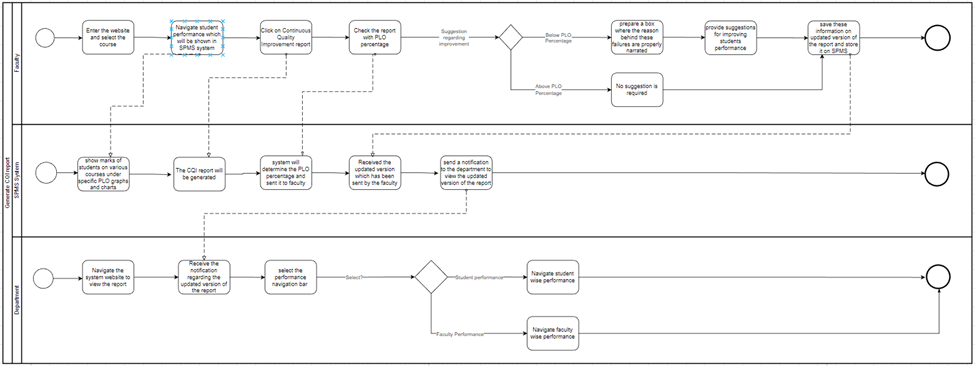 Generate CQI report
Faculty
Enter the website
and select the
course
Navigate student
performance which
will be shown in
SPMS system
Click on Continuous
Quality
Improvement report
Check the report
with PLO
percentage
Suggestion
regarding
improvement
Below PLO
Percentage
prepare a box
where the reason
behind these
failures are properly
narrated
provide suggestions
for improving
students
performance
save these
information on
updated version of
the report and store
it on SPMS
Above PLO
Percentage
No suggestion is
required
SPMS System
show marks of
students on various
courses under
specific PLO graphs
and charts
The CQI report will
be generated
system will
determine the PLO
percentage and
sent it to faculty
Received the
updated version
which has been
sent by the faculty
send a notification
to the department to
view the updated
version of the report
Department
Navigate the
system website to
view the report
Receive the
notification
regarding the
updated version of
the report
select the
performance
navigation bar
Select?
Student performance
Navigate student
wise performance
Faculty Performance
Navigate faculty
wise performance